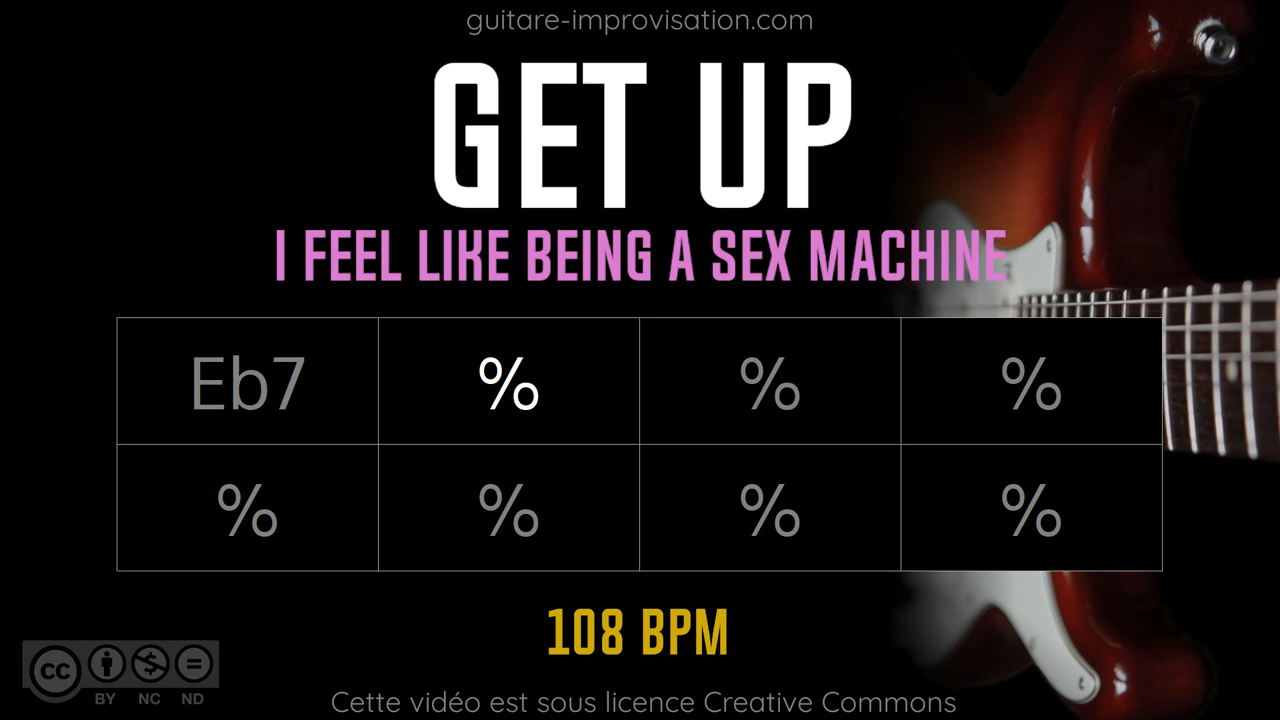 guitare-improvisation.com
GET UP
I FEEL LIKE BEING A SEX MACHINE
Eb7 % % %
% % % %
108 BPM
cc
BY NC ND
Cette vidéo est sous licence Creative Commons